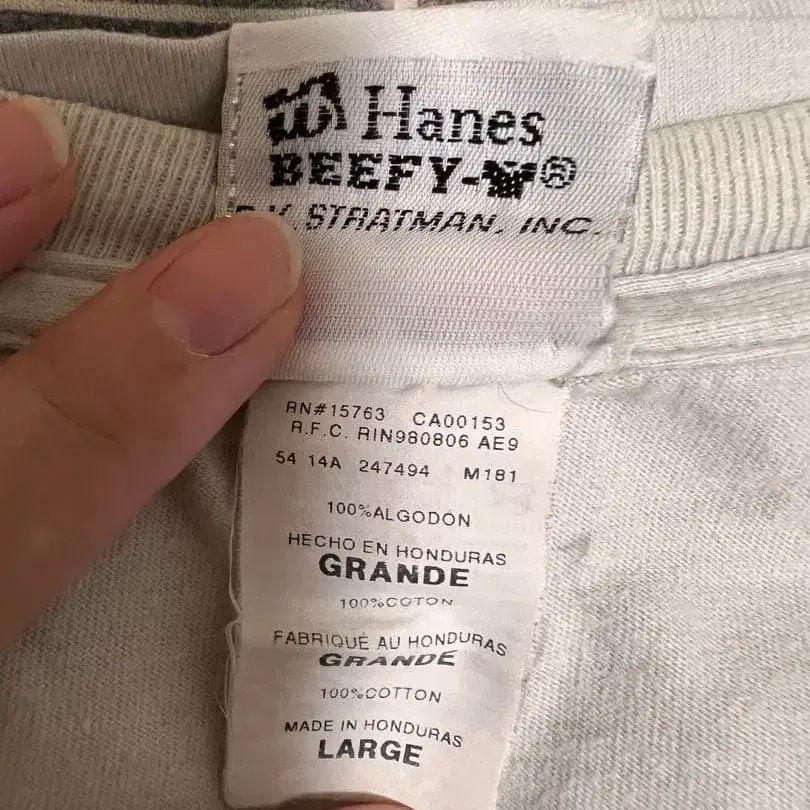 Hanes
BEEFY-T®
STRATMAN, INC.
RN#15763 CA00153
R.F.C. RIN980806 AE9
54 14A 247494 M181
100%ALGODÓN
HECHO EN HONDURAS
GRANDE
100%COTON
FABRIQUÉ AU HONDURAS
GRANDE
100%COTTON
MADE IN HONDURAS
LARGE